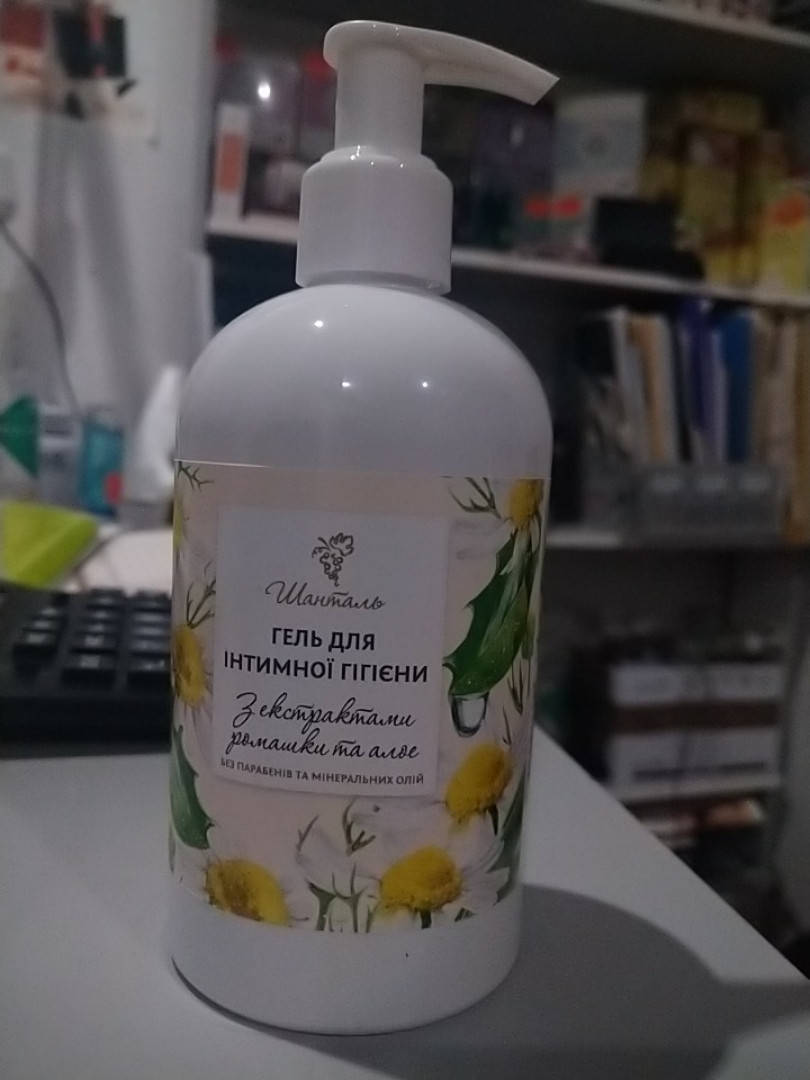 Шанталь
ГЕЛЬ ДЛЯ
ІНТИМНОЇ ГІГІЄНИ
З екстрактами
ромашки та алое
БЕЗ ПАРАБЕНІВ ТА МІНЕРАЛЬНИХ ОЛІЙ